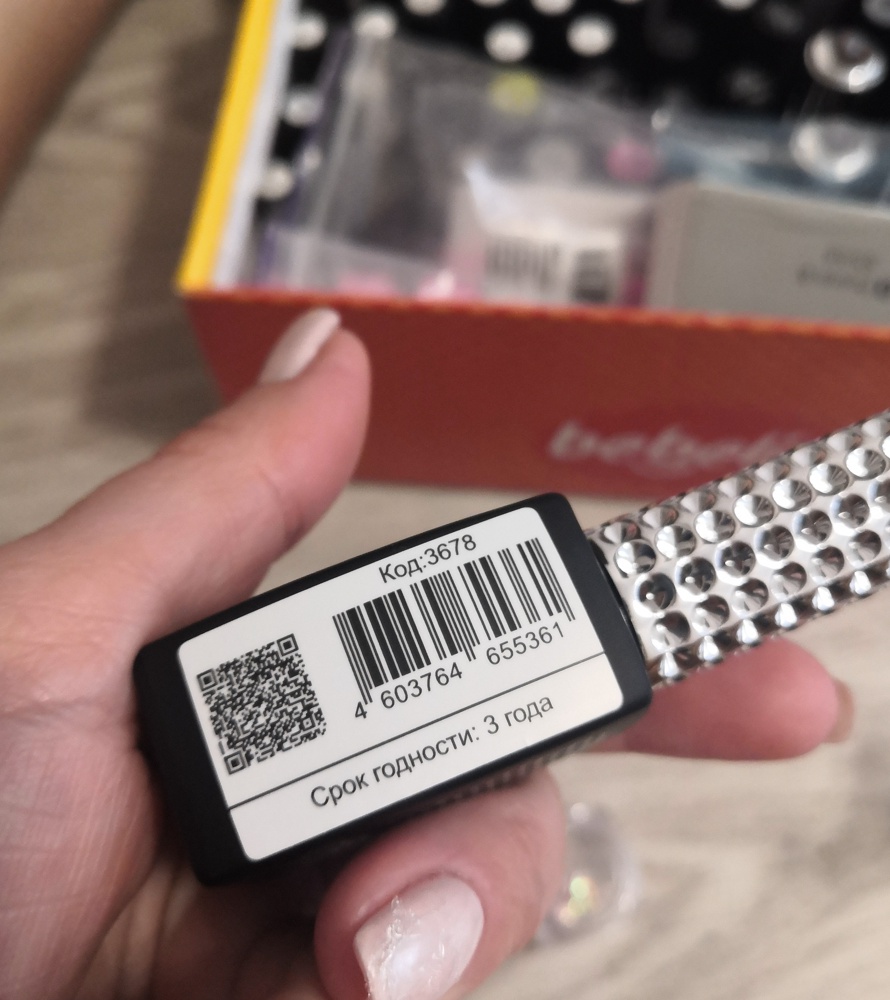 Код:3678
4 603764 655361
Срок годности: 3 года